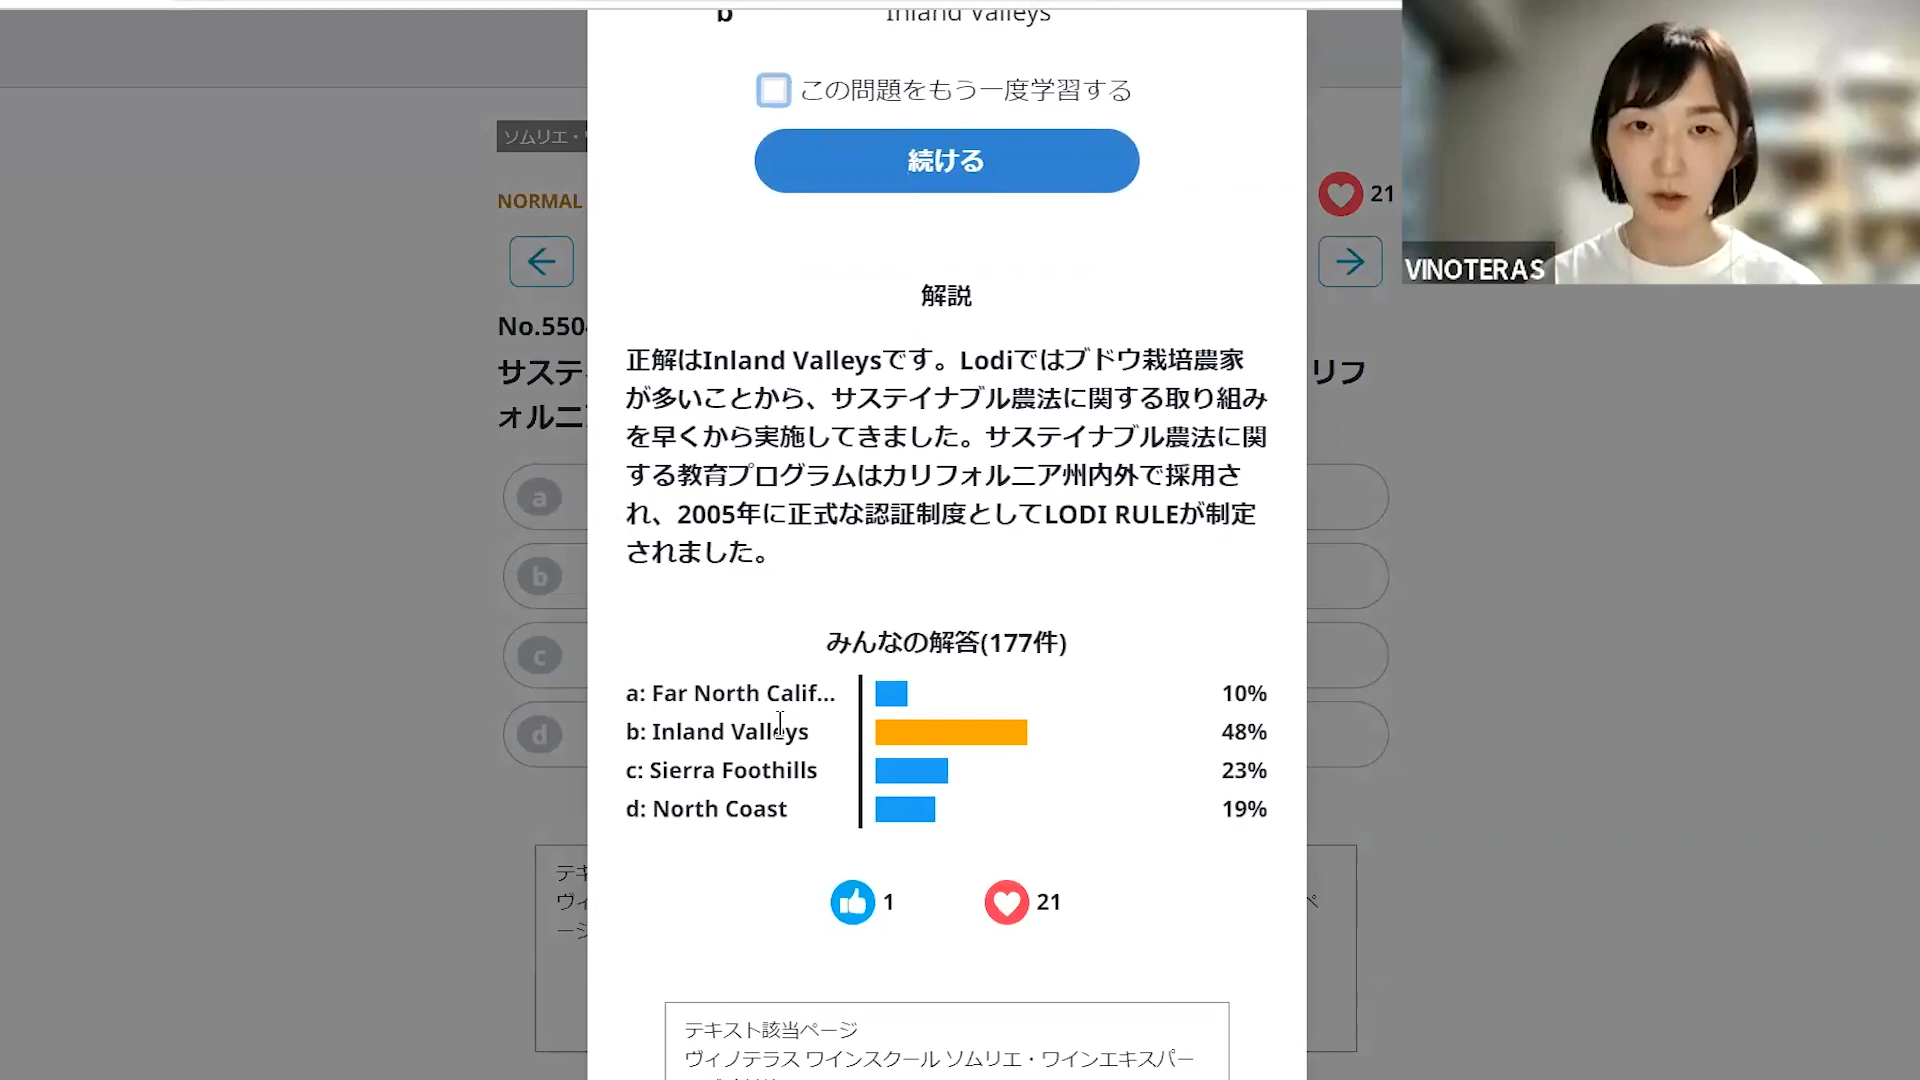 b Inland Valleys
この問題をもう一度学習する
続ける
ソムリエ・
NORMAL
21
VINOTERAS
No.550
サステ
リフ
ォルニ
解説
正解はInland Valleysです。Lodiではブドウ栽培農家
が多いことから、サステイナブル農法に関する取り組み
を早くから実施してきました。サステイナブル農法に関
する教育プログラムはカリフォルニア州内外で採用さ
れ、2005年に正式な認証制度としてLODI RULEが制定
されました。
a
b
c
d
みんなの解答(177件)
a: Far North Calif... 10%
b: Inland Valleys 48%
c: Sierra Foothills 23%
d: North Coast 19%
1 21
テキスト該当ページ
ヴィノテラス ワインスクール ソムリエ・ワインエキスパー